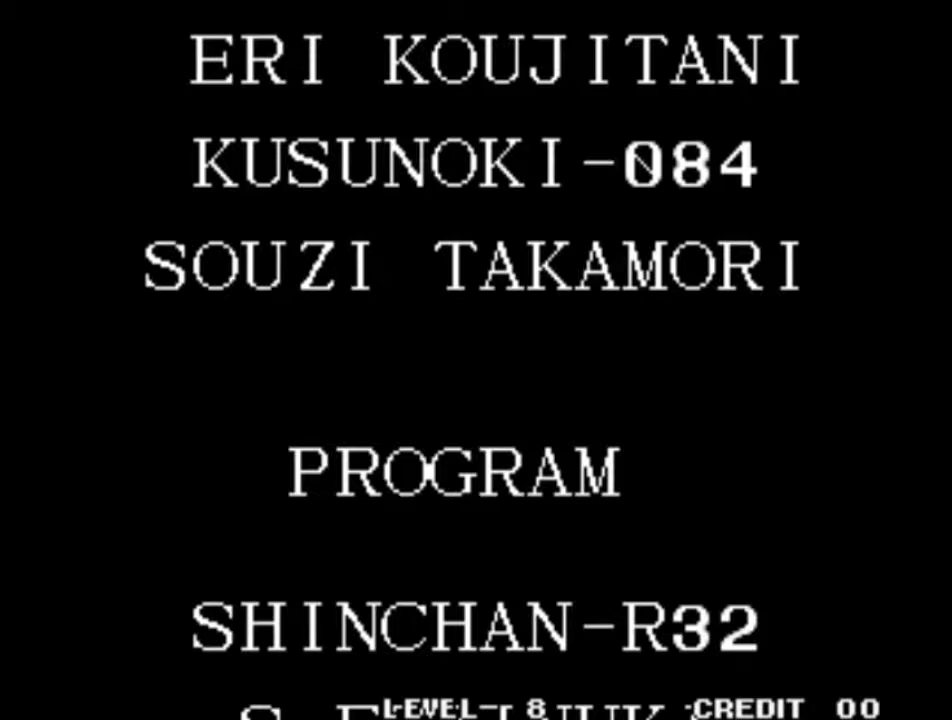 ERI KOUJITANI
KUSUNOKI-084
SOUZI TAKAMORI
PROGRAM
SHINCHAN-R32
LEVEL- 8 CREDIT 00